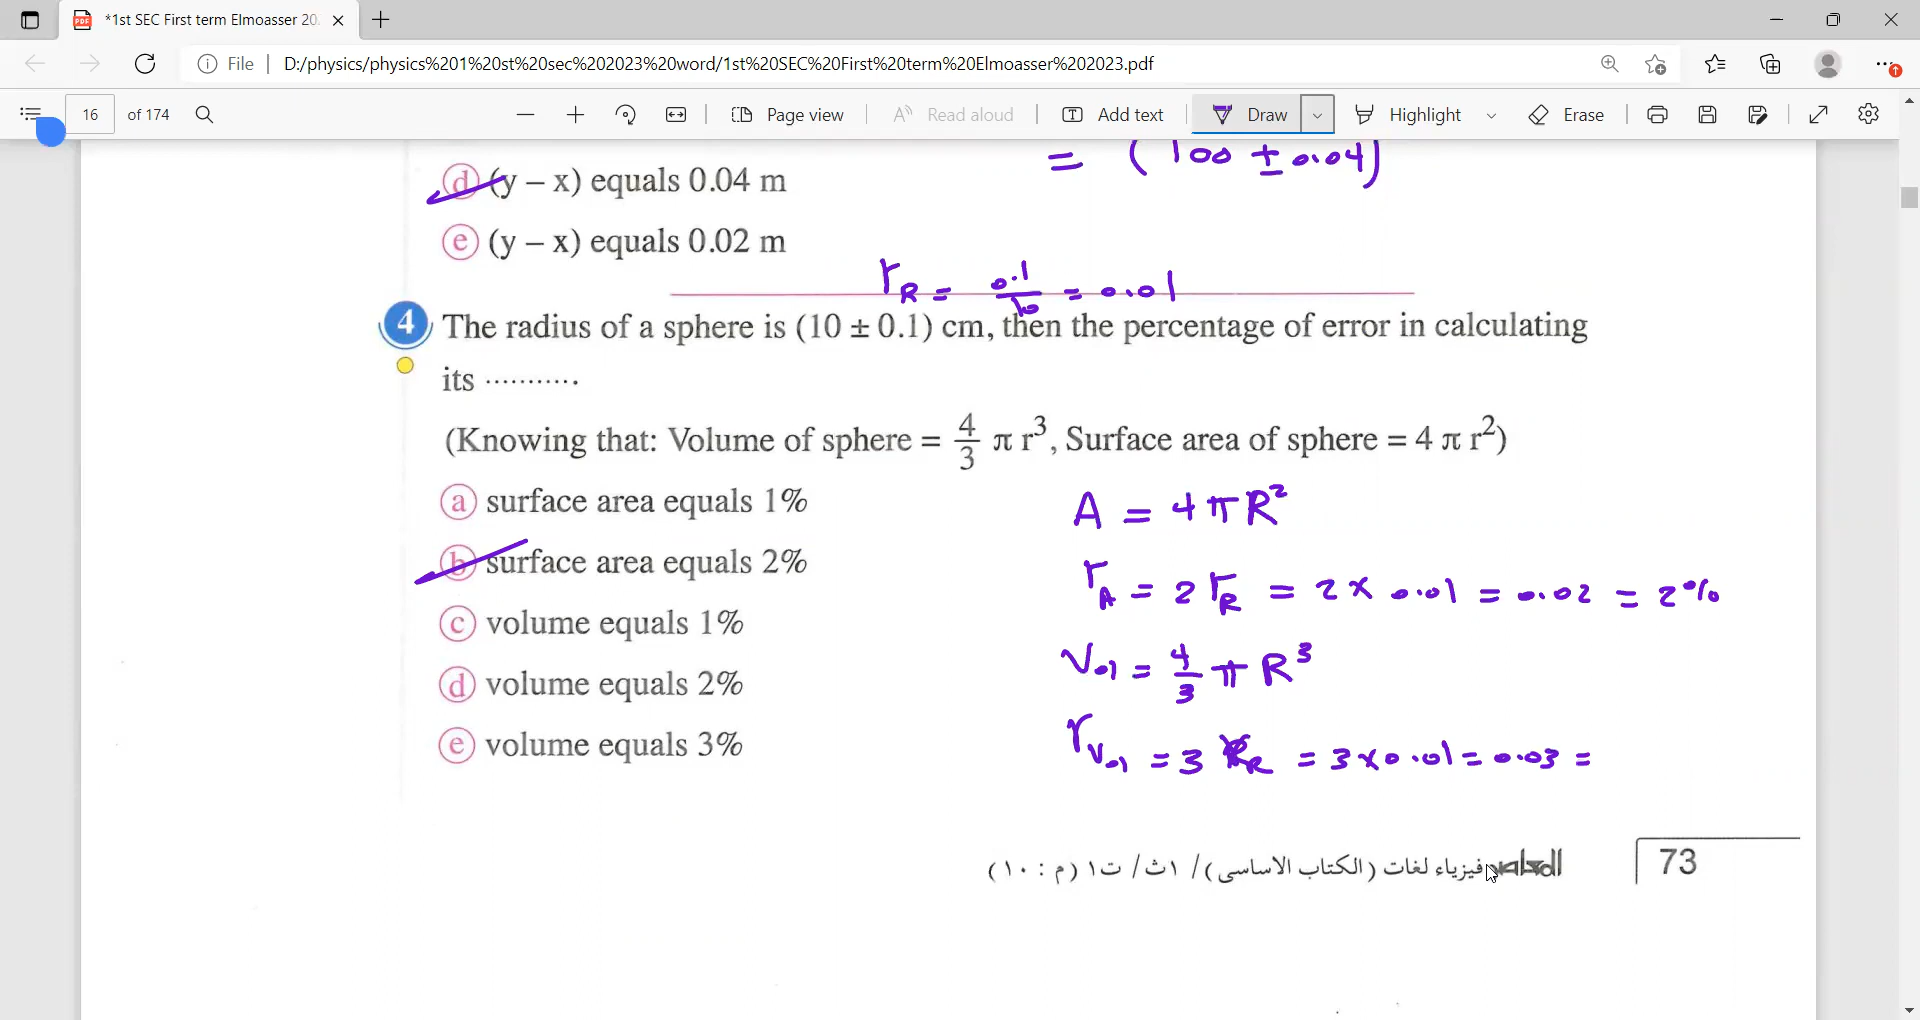 *1st SEC First term Elmoasser 20
File | D:/physics/physics%201%20st%20sec%202023%20word/1st%20SEC%20First%20term%20Elmoasser%202023.pdf
16 of 174 Page view Read aloud Add text Draw Highlight Erase
= (100 ± 0.04)
d (y – x) equals 0.04 m
e (y – x) equals 0.02 m
r_R = 0.1/10 = 0.01
4 The radius of a sphere is (10 ± 0.1) cm, then the percentage of error in calculating
its ...........
(Knowing that: Volume of sphere = 4/3 π r³, Surface area of sphere = 4 π r²)
a surface area equals 1%
A = 4πR²
b surface area equals 2%
r_A = 2 r_R = 2 × 0.01 = 0.02 = 2%
c volume equals 1%
Vol = 4/3 π R³
d volume equals 2%
e volume equals 3%
r_Vol = 3 r_R = 3 × 0.01 = 0.03 =
فيزياء لغات (الكتاب الاساسى) / ١ث / ت١ (م : ١٠)
73